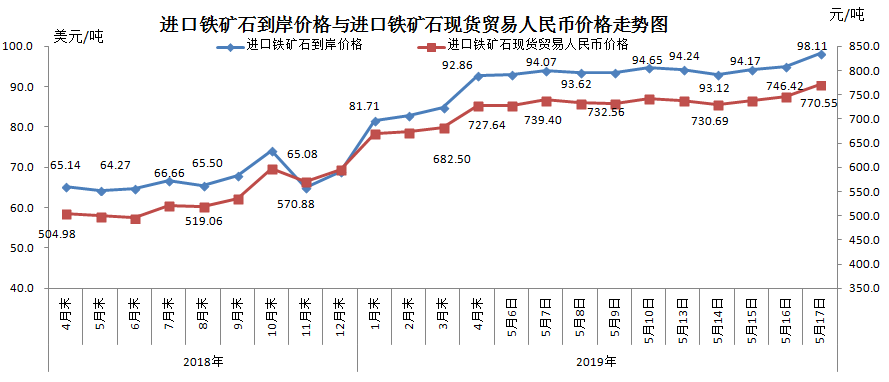 进口铁矿石到岸价格与进口铁矿石现货贸易人民币价格走势图
美元/吨
元/吨
进口铁矿石到岸价格
进口铁矿石现货贸易人民币价格
100.0
90.0
80.0
70.0
60.0
50.0
40.0
850.0
800.0
750.0
700.0
650.0
600.0
550.0
500.0
450.0
400.0
350.0
65.14
64.27
66.66
65.50
65.08
81.71
92.86
94.07
93.62
94.65
94.24
93.12
94.17
98.11
504.98
519.06
570.88
682.50
727.64
739.40
732.56
730.69
746.42
770.55
4月末
5月末
6月末
7月末
8月末
9月末
10月末
11月末
12月末
1月末
2月末
3月末
4月末
5月6日
5月7日
5月8日
5月9日
5月10日
5月13日
5月14日
5月15日
5月16日
5月17日
2018年
2019年